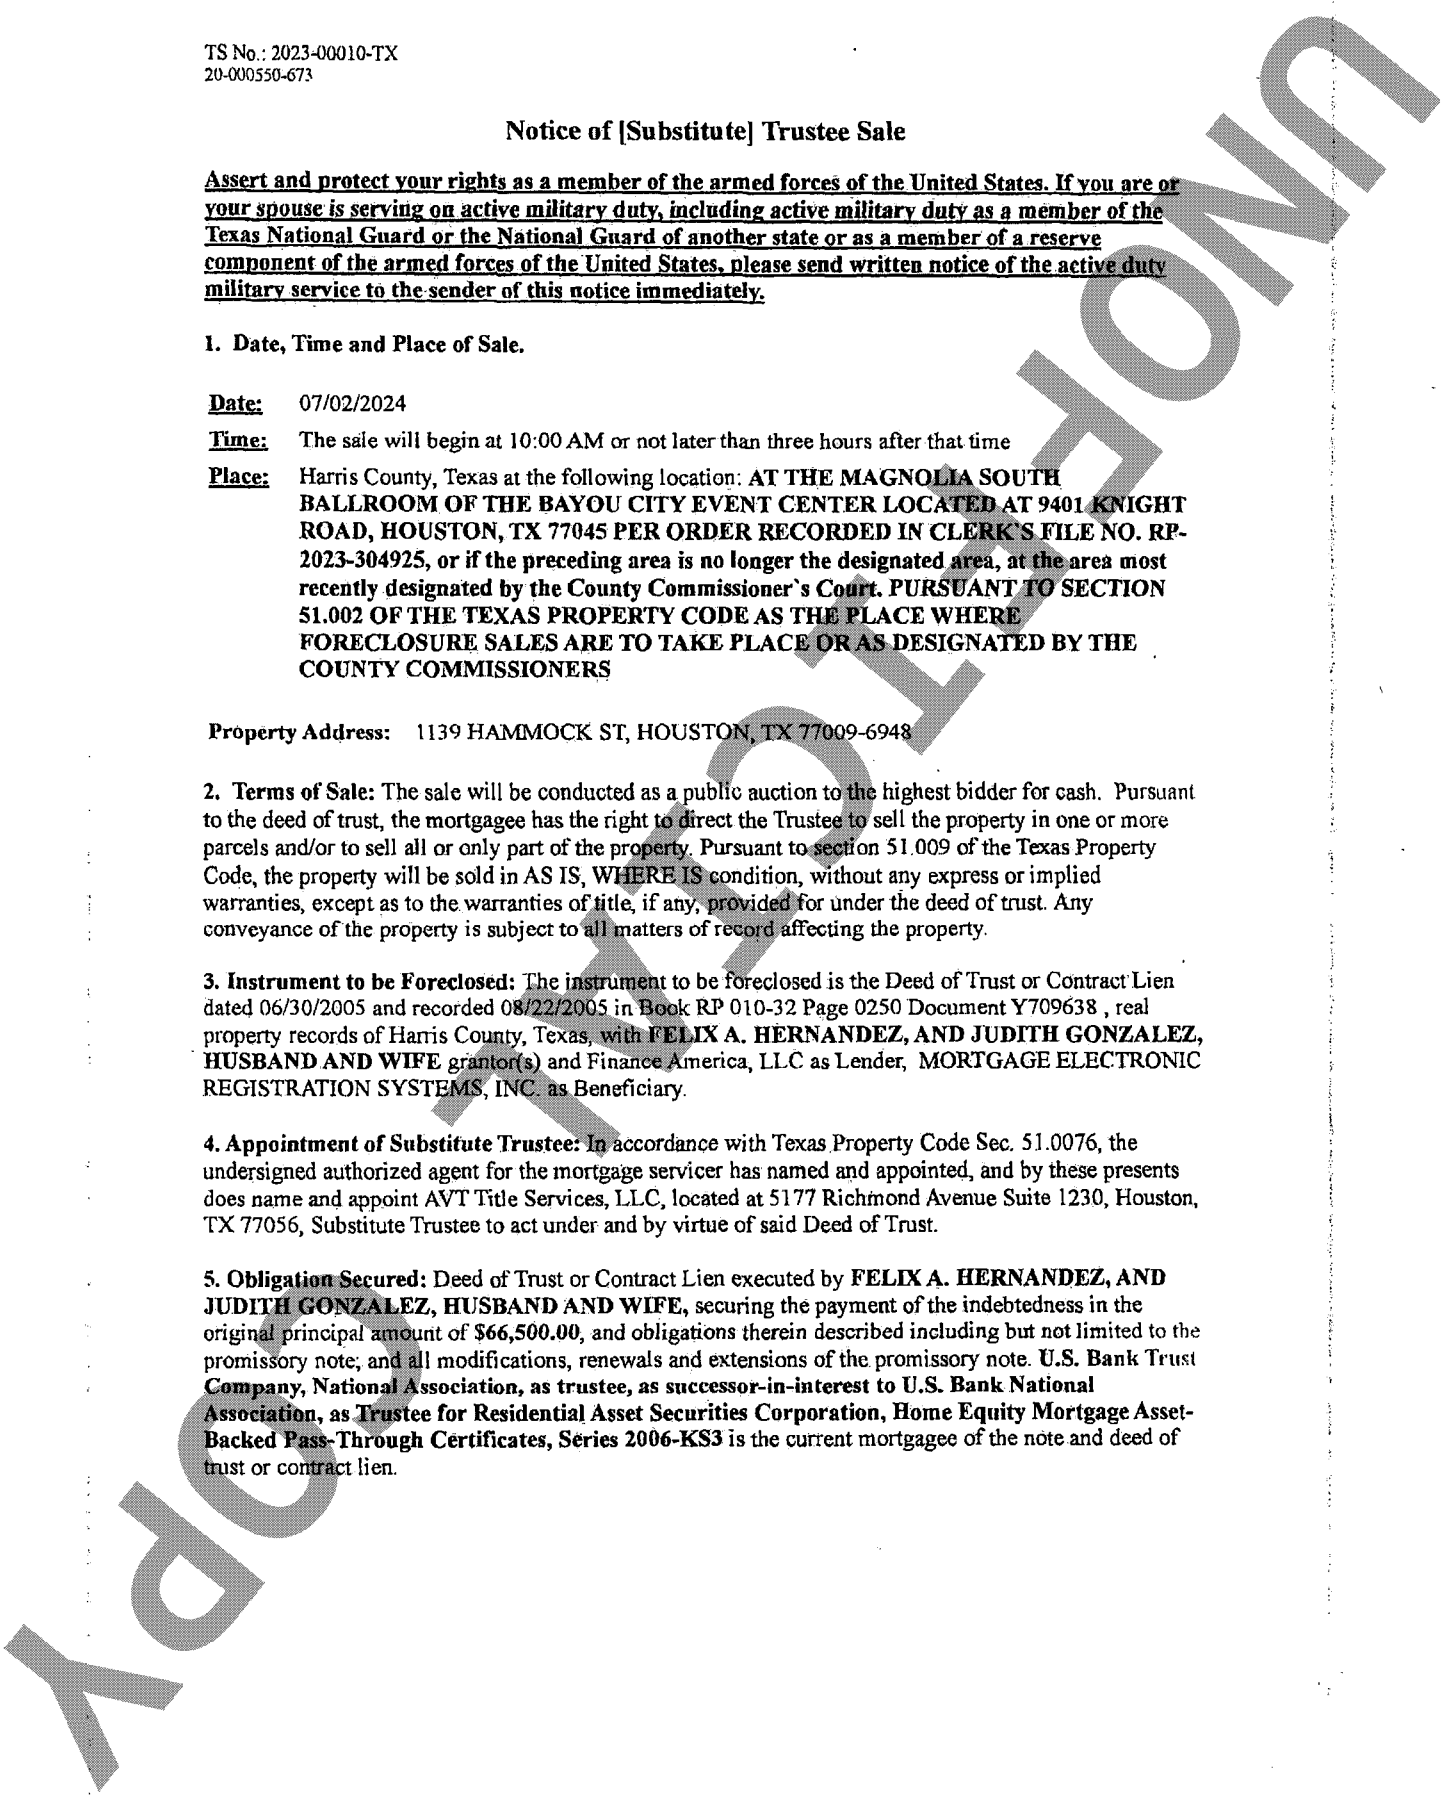 TS No.: 2023-00010-TX
20-000550-673
Notice of [Substitute] Trustee Sale
Assert and protect your rights as a member of the armed forces of the United States. If you are or
your spouse is serving on active military duty, including active military duty as a member of the
Texas National Guard or the National Guard of another state or as a member of a reserve
component of the armed forces of the United States, please send written notice of the active duty
military service to the sender of this notice immediately.
1. Date, Time and Place of Sale.
Date: 07/02/2024
Time: The sale will begin at 10:00 AM or not later than three hours after that time
Place: Harris County, Texas at the following location: AT THE MAGNOLIA SOUTH
BALLROOM OF THE BAYOU CITY EVENT CENTER LOCATED AT 9401 KNIGHT
ROAD, HOUSTON, TX 77045 PER ORDER RECORDED IN CLERK'S FILE NO. RP-
2023-304925, or if the preceding area is no longer the designated area, at the area most
recently designated by the County Commissioner`s Court. PURSUANT TO SECTION
51.002 OF THE TEXAS PROPERTY CODE AS THE PLACE WHERE
FORECLOSURE SALES ARE TO TAKE PLACE OR AS DESIGNATED BY THE
COUNTY COMMISSIONERS
Property Address: 1139 HAMMOCK ST, HOUSTON, TX 77009-6948
2. Terms of Sale: The sale will be conducted as a public auction to the highest bidder for cash. Pursuant
to the deed of trust, the mortgagee has the right to direct the Trustee to sell the property in one or more
parcels and/or to sell all or only part of the property. Pursuant to section 51.009 of the Texas Property
Code, the property will be sold in AS IS, WHERE IS condition, without any express or implied
warranties, except as to the warranties of title, if any, provided for under the deed of trust. Any
conveyance of the property is subject to all matters of record affecting the property.
3. Instrument to be Foreclosed: The instrument to be foreclosed is the Deed of Trust or Contract Lien
dated 06/30/2005 and recorded 08/22/2005 in Book RP 010-32 Page 0250 Document Y709638 , real
property records of Harris County, Texas, with FELIX A. HERNANDEZ, AND JUDITH GONZALEZ,
HUSBAND AND WIFE grantor(s) and Finance America, LLC as Lender, MORTGAGE ELECTRONIC
REGISTRATION SYSTEMS, INC. as Beneficiary.
4. Appointment of Substitute Trustee: In accordance with Texas Property Code Sec. 51.0076, the
undersigned authorized agent for the mortgage servicer has named and appointed, and by these presents
does name and appoint AVT Title Services, LLC, located at 5177 Richmond Avenue Suite 1230, Houston,
TX 77056, Substitute Trustee to act under and by virtue of said Deed of Trust.
5. Obligation Secured: Deed of Trust or Contract Lien executed by FELIX A. HERNANDEZ, AND
JUDITH GONZALEZ, HUSBAND AND WIFE, securing the payment of the indebtedness in the
original principal amount of $66,500.00, and obligations therein described including but not limited to the
promissory note; and all modifications, renewals and extensions of the promissory note. U.S. Bank Trust
Company, National Association, as trustee, as successor-in-interest to U.S. Bank National
Association, as Trustee for Residential Asset Securities Corporation, Home Equity Mortgage Asset-
Backed Pass-Through Certificates, Series 2006-KS3 is the current mortgagee of the note and deed of
trust or contract lien.
UNOFFICIAL COPY